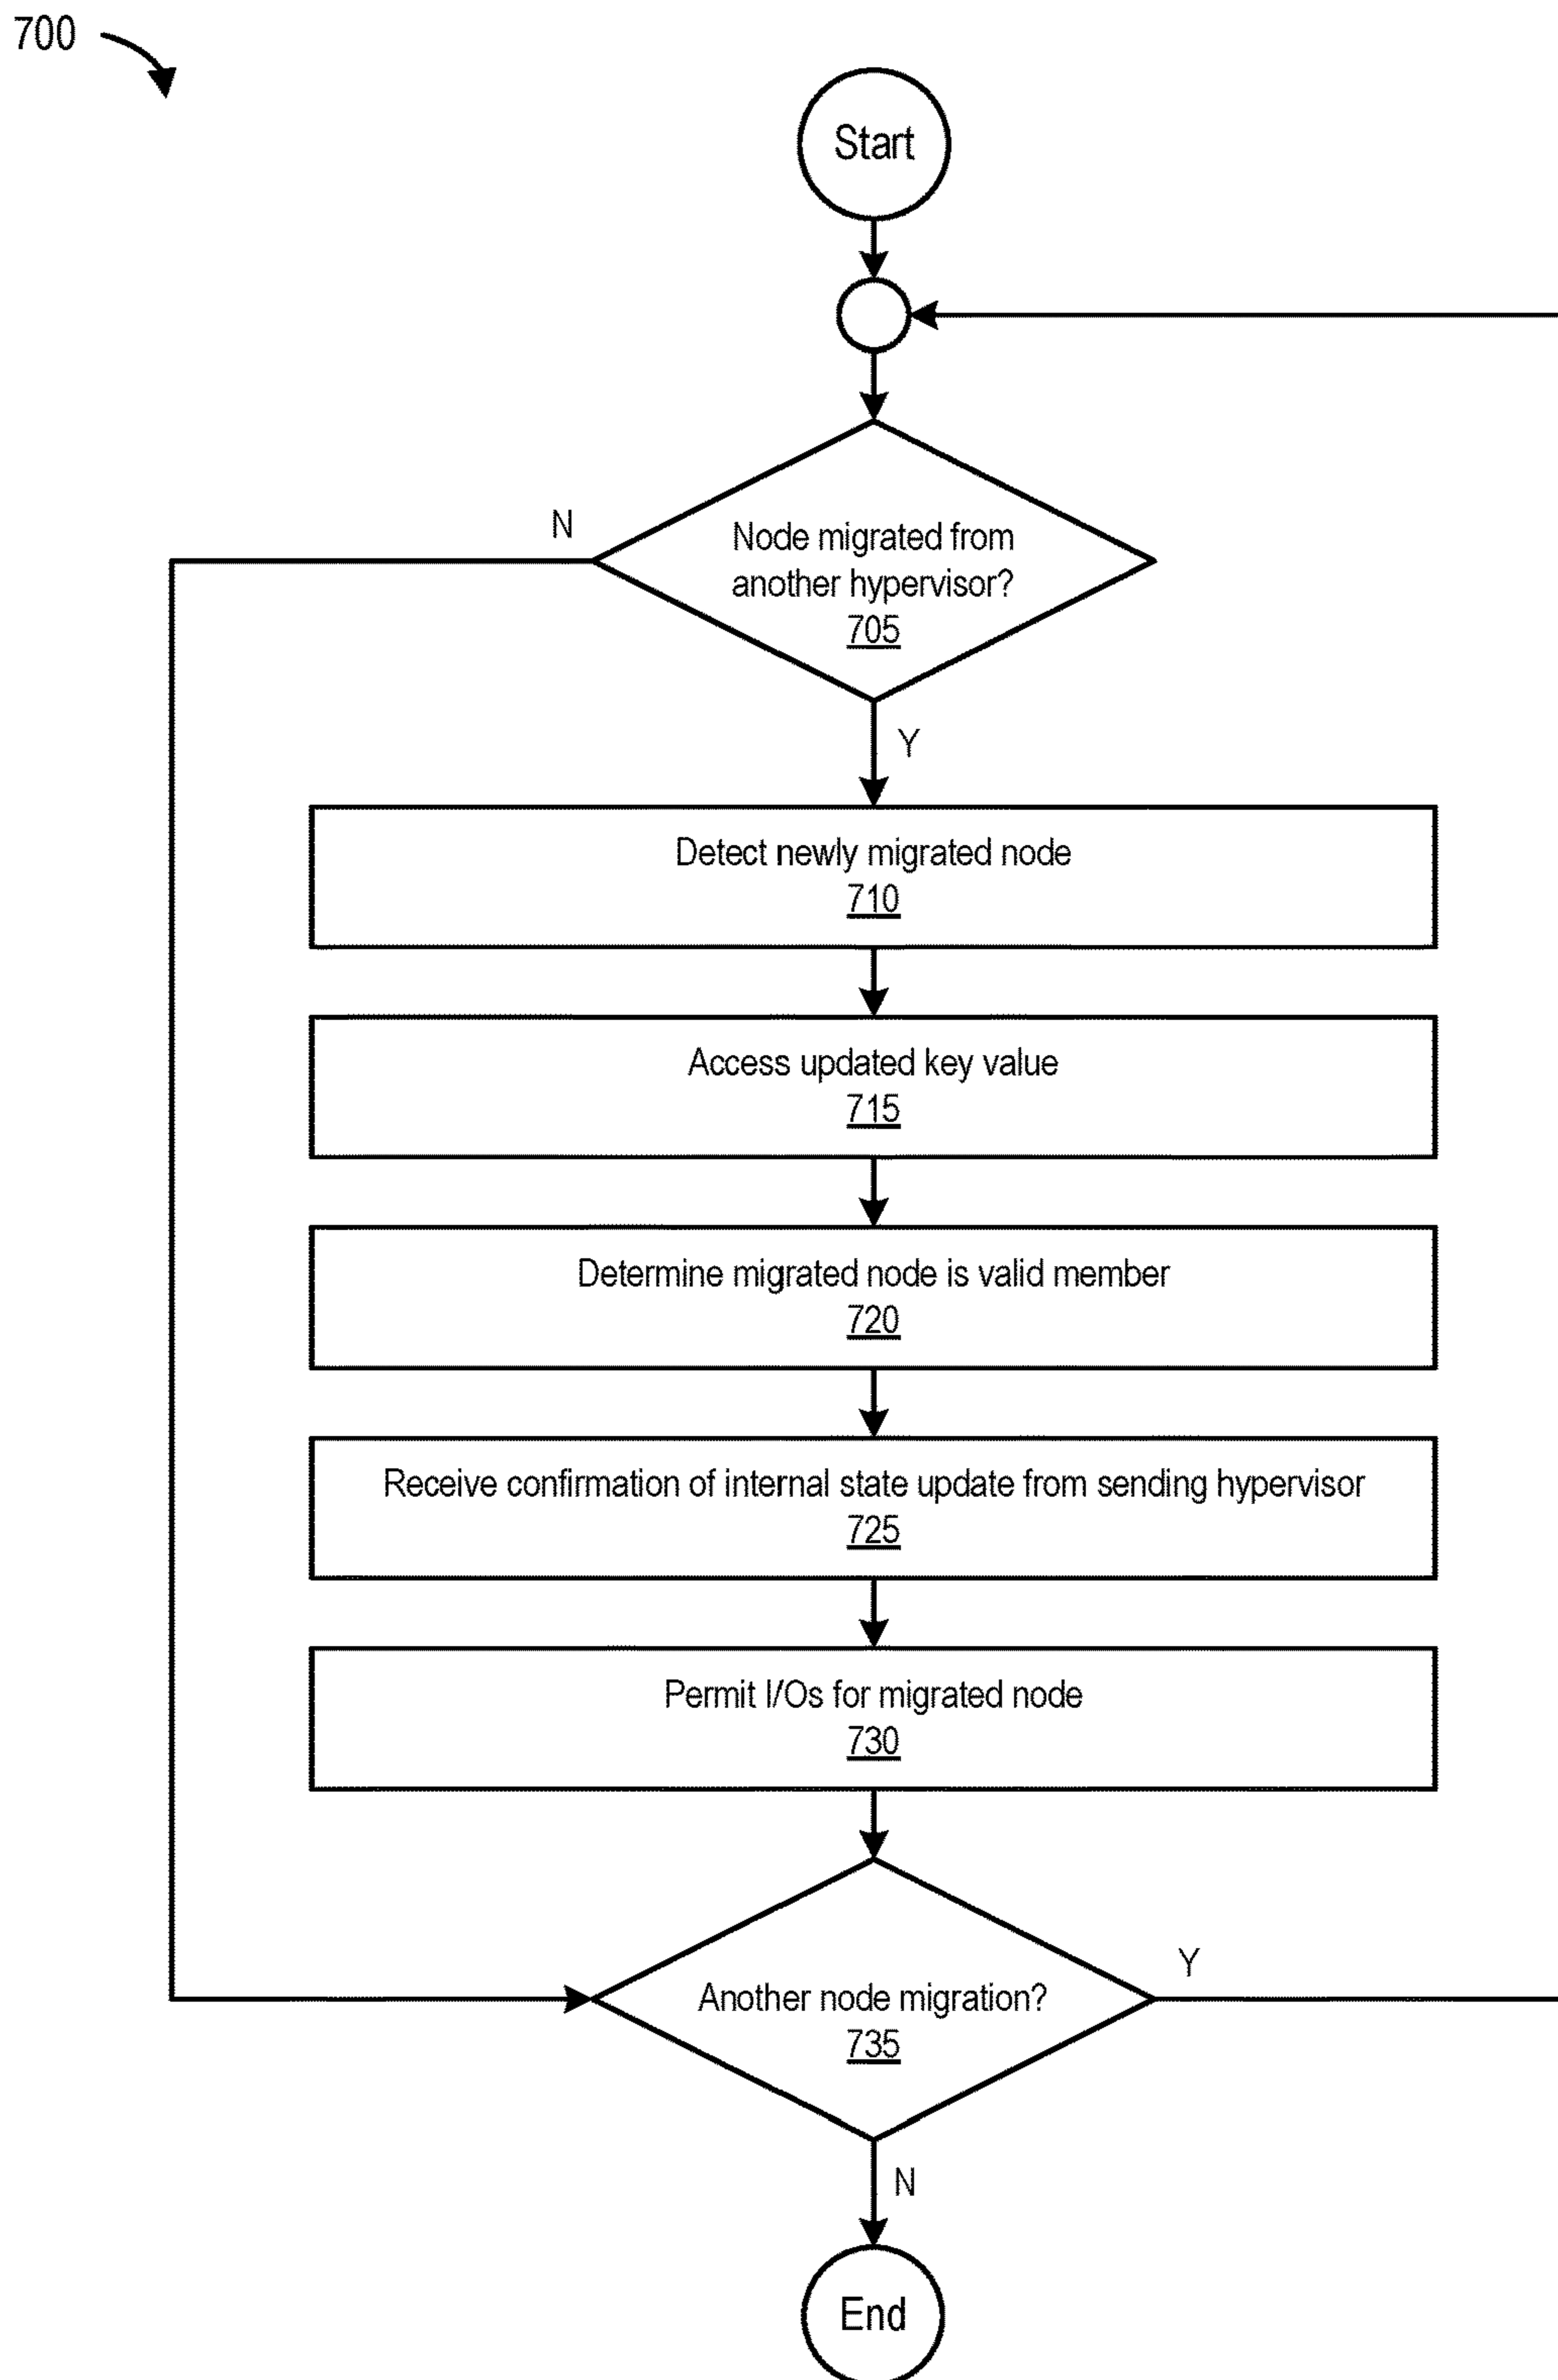 700
Start
N
Node migrated from
another hypervisor?
705
Y
Detect newly migrated node
710
Access updated key value
715
Determine migrated node is valid member
720
Receive confirmation of internal state update from sending hypervisor
725
Permit I/Os for migrated node
730
Y
Another node migration?
735
N
End